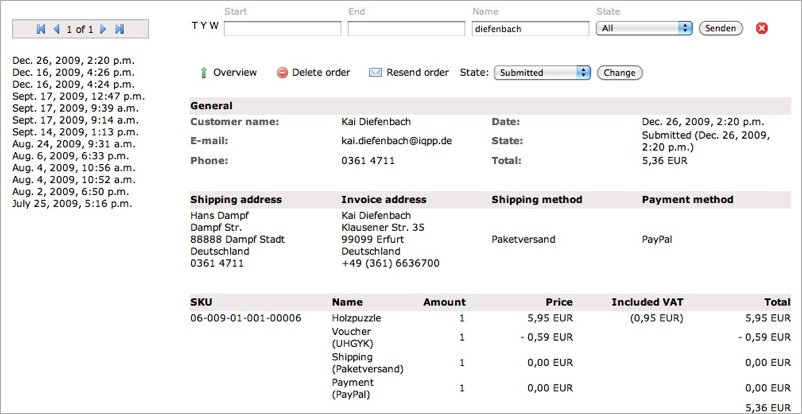 1 of 1
Dec. 26, 2009, 2:20 p.m.
Dec. 16, 2009, 4:26 p.m.
Dec. 16, 2009, 4:24 p.m.
Sept. 17, 2009, 12:47 p.m.
Sept. 17, 2009, 9:39 a.m.
Sept. 17, 2009, 9:14 a.m.
Sept. 14, 2009, 1:13 p.m.
Aug. 24, 2009, 9:31 a.m.
Aug. 6, 2009, 6:33 p.m.
Aug. 4, 2009, 10:56 a.m.
Aug. 4, 2009, 10:52 a.m.
Aug. 2, 2009, 6:50 p.m.
July 25, 2009, 5:16 p.m.
Start End Name State
T Y W diefenbach All Senden
Overview Delete order Resend order State: Submitted Change
General
Customer name: Kai Diefenbach Date: Dec. 26, 2009, 2:20 p.m.
E-mail: kai.diefenbach@iqpp.de State: Submitted (Dec. 26, 2009,
2:20 p.m.)
Phone: 0361 4711 Total: 5,36 EUR
Shipping address Invoice address Shipping method Payment method
Hans Dampf Kai Diefenbach
Dampf Str. Klausener Str. 35
88888 Dampf Stadt 99099 Erfurt Paketversand PayPal
Deutschland Deutschland
0361 4711 +49 (361) 6636700
SKU Name Amount Price Included VAT Total
06-009-01-001-00006 Holzpuzzle 1 5,95 EUR (0,95 EUR) 5,95 EUR
Voucher
(UHGYK) 1 - 0,59 EUR - 0,59 EUR
Shipping
(Paketversand) 1 0,00 EUR 0,00 EUR
Payment
(PayPal) 1 0,00 EUR 0,00 EUR
5,36 EUR